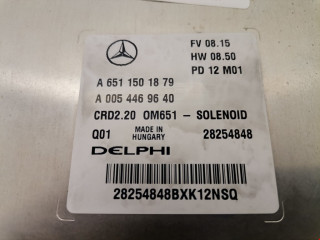 FV 08.15
HW 08.50
PD 12 M01
A 651 150 18 79
A 005 446 96 40
CRD2.20 OM651 - SOLENOID
Q01 MADE IN HUNGARY 28254848
DELPHI
28254848BXK12NSQ